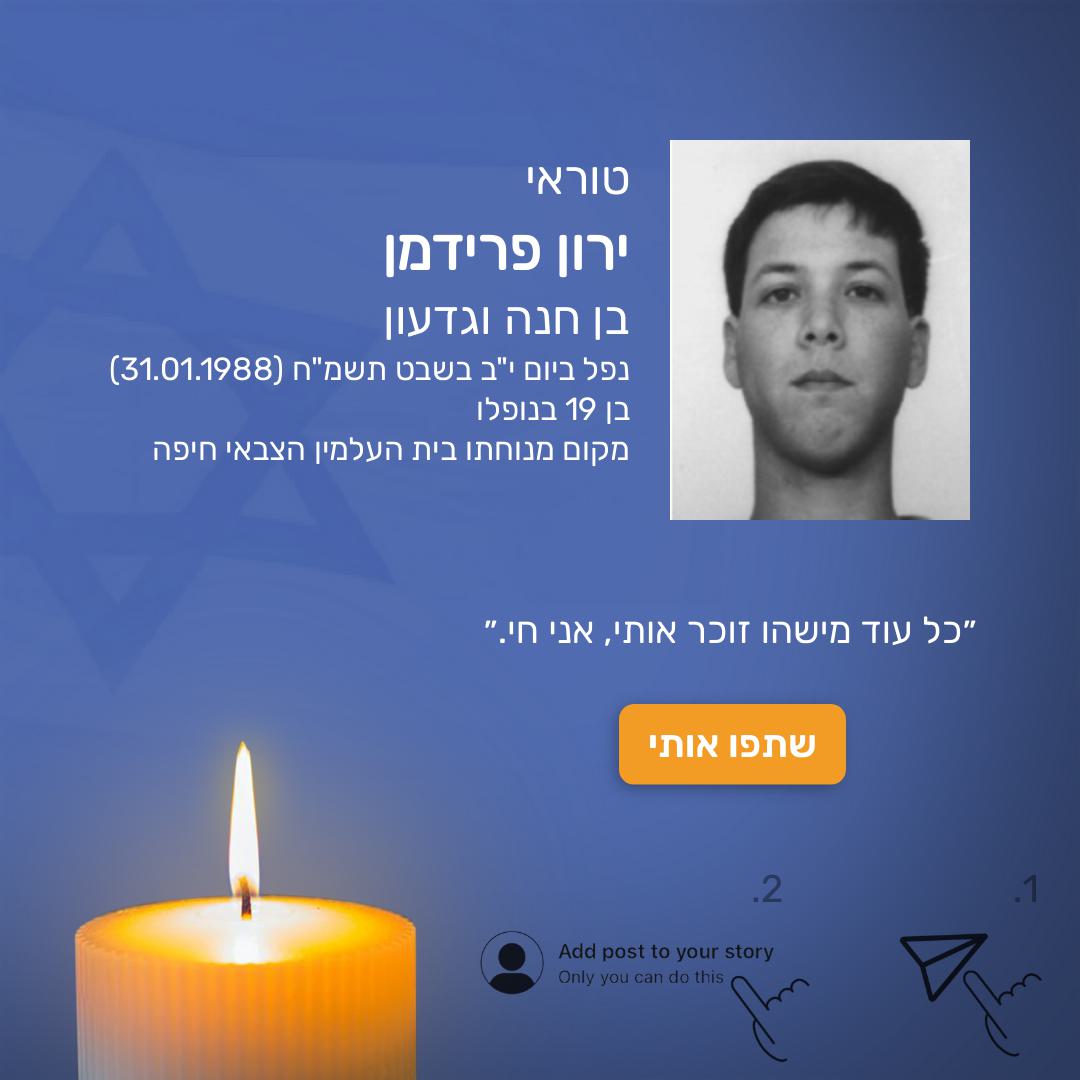 טוראי
ירון פרידמן
בן חנה וגדעון
נפל ביום י"ב בשבט תשמ"ח (31.01.1988)
בן 19 בנופלו
מקום מנוחתו בית העלמין הצבאי חיפה
״כל עוד מישהו זוכר אותי, אני חי.״
שתפו אותי
1.
2.
Add post to your story
Only you can do this